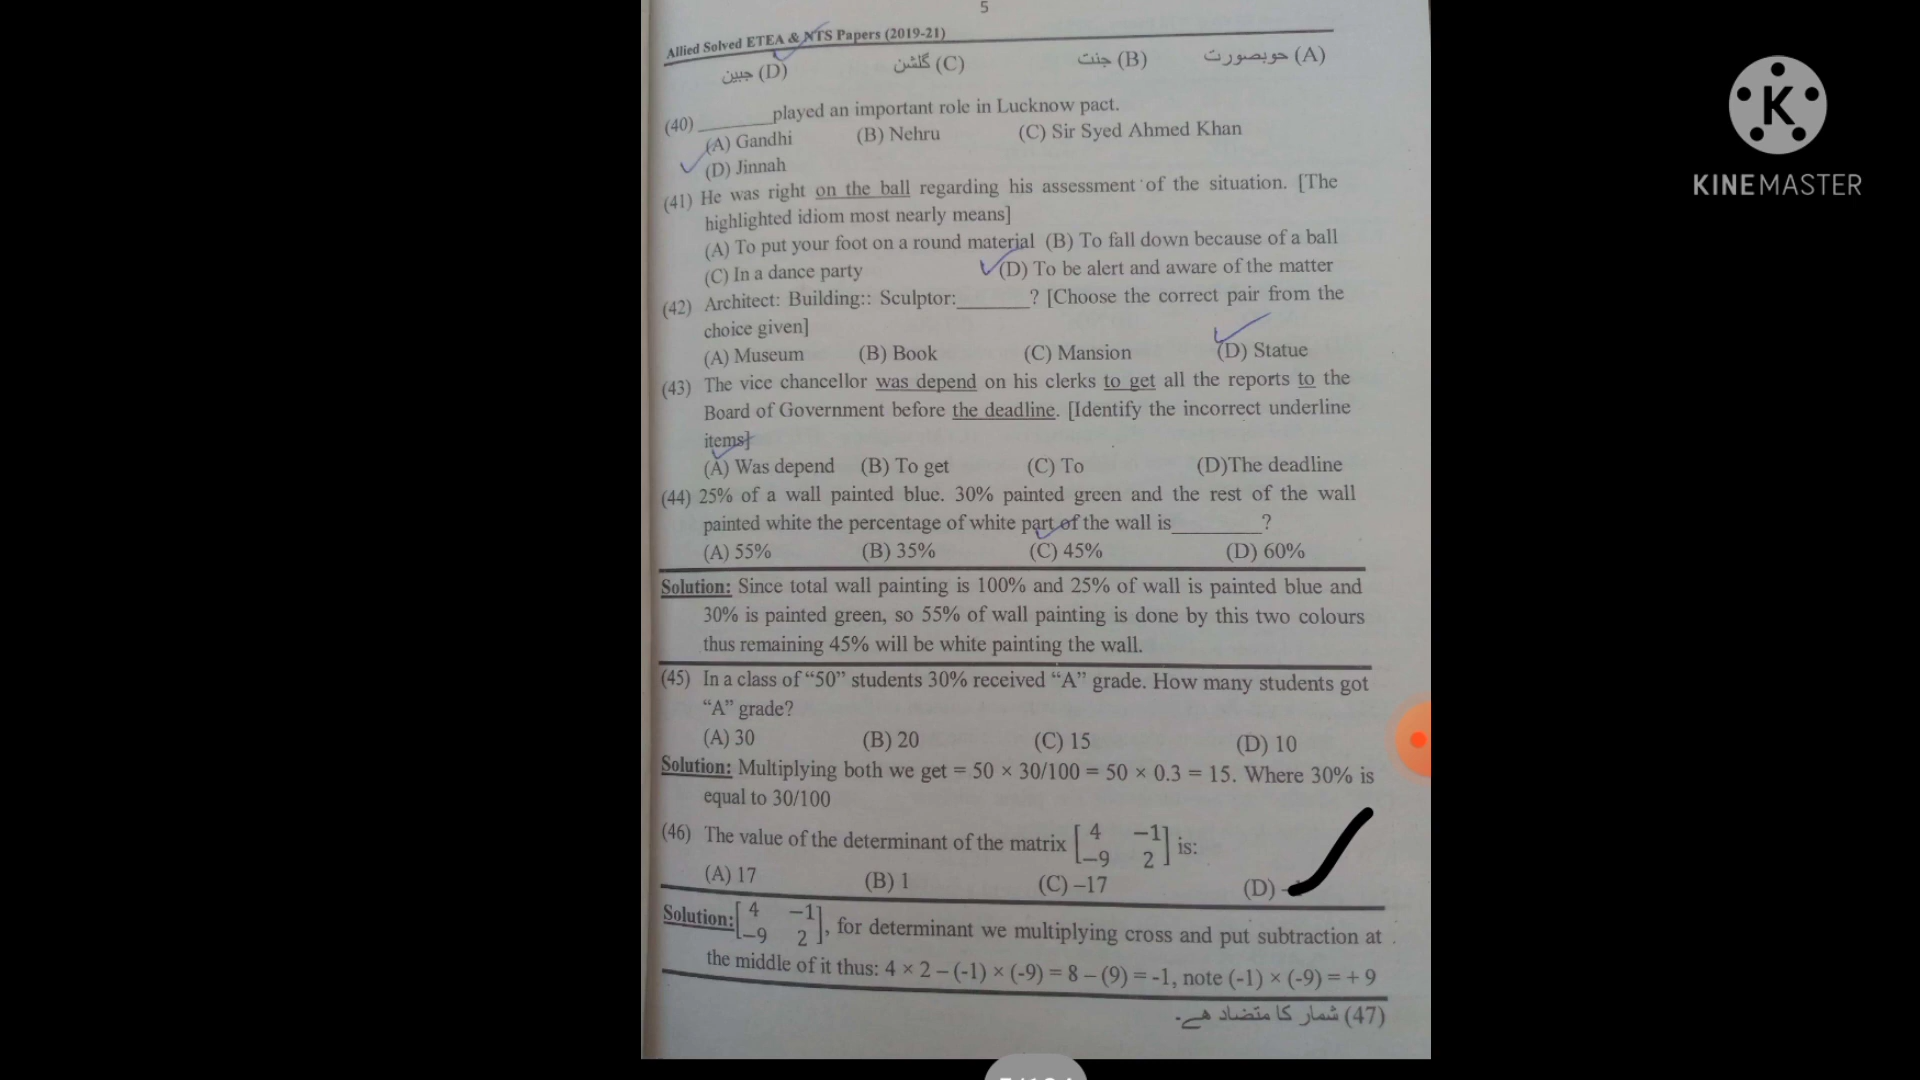 5
Allied Solved ETEA & NTS Papers (2019-21)
(A) خوبصورت (B) جنت (C) گلشن (D) جبین
(40) ________played an important role in Lucknow pact.
(A) Gandhi (B) Nehru (C) Sir Syed Ahmed Khan
(D) Jinnah
(41) He was right on the ball regarding his assessment of the situation. [The
highlighted idiom most nearly means]
(A) To put your foot on a round material (B) To fall down because of a ball
(C) In a dance party (D) To be alert and aware of the matter
(42) Architect: Building:: Sculptor:_______? [Choose the correct pair from the
choice given]
(A) Museum (B) Book (C) Mansion (D) Statue
(43) The vice chancellor was depend on his clerks to get all the reports to the
Board of Government before the deadline. [Identify the incorrect underline
items]
(A) Was depend (B) To get (C) To (D)The deadline
(44) 25% of a wall painted blue. 30% painted green and the rest of the wall
painted white the percentage of white part of the wall is_________?
(A) 55% (B) 35% (C) 45% (D) 60%
Solution: Since total wall painting is 100% and 25% of wall is painted blue and
30% is painted green, so 55% of wall painting is done by this two colours
thus remaining 45% will be white painting the wall.
(45) In a class of “50” students 30% received “A” grade. How many students got
“A” grade?
(A) 30 (B) 20 (C) 15 (D) 10
Solution: Multiplying both we get = 50 × 30/100 = 50 × 0.3 = 15. Where 30% is
equal to 30/100
(46) The value of the determinant of the matrix [4 −1 −9 2] is:
(A) 17 (B) 1 (C) –17 (D) -
Solution: [4 −1 −9 2], for determinant we multiplying cross and put subtraction at
the middle of it thus: 4 × 2 – (-1) × (-9) = 8 – (9) = -1, note (-1) × (-9) = + 9
(47) شمار کا متضاد ہے۔
K
KINEMASTER